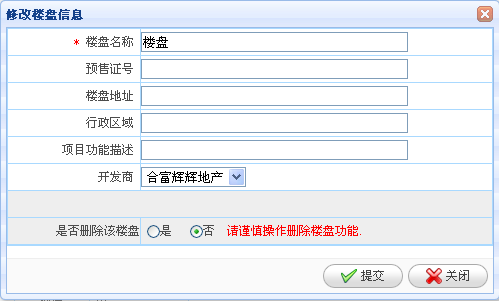 修改楼盘信息
* 楼盘名称 楼盘
预售证号
楼盘地址
行政区域
项目功能描述
开发商 合富辉辉地产
是否删除该楼盘 是 否 请谨慎操作删除楼盘功能.
提交 关闭